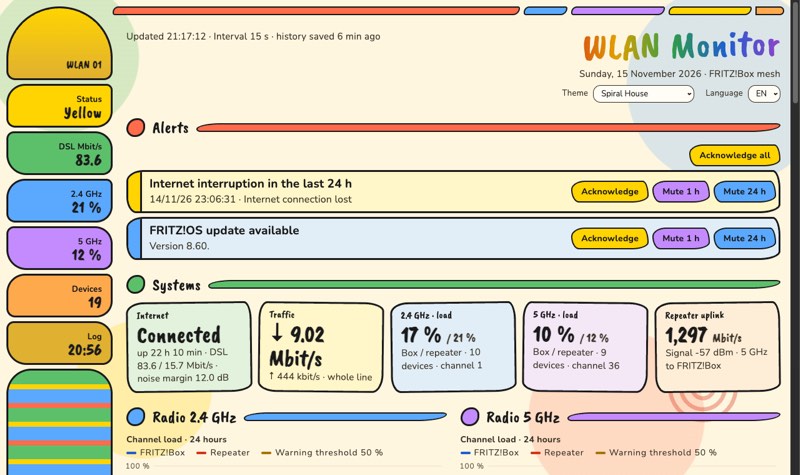 WLAN 01
Status
Yellow
DSL Mbit/s
83.6
2.4 GHz
21 %
5 GHz
12 %
Devices
19
Log
20:56
Updated 21:17:12 · Interval 15 s · history saved 6 min ago
WLAN Monitor
Sunday, 15 November 2026 · FRITZ!Box mesh
Theme Spiral House Language EN
Alerts
Acknowledge all
Internet interruption in the last 24 h
14/11/26 23:06:31 · Internet connection lost
Acknowledge Mute 1 h Mute 24 h
FRITZ!OS update available
Version 8.60.
Acknowledge Mute 1 h Mute 24 h
Systems
Internet
Connected
up 22 h 10 min · DSL
83.6 / 15.7 Mbit/s ·
noise margin 12.0 dB
Traffic
↓ 9.02
Mbit/s
↑ 444 kbit/s · whole line
2.4 GHz · load
17 % / 21 %
Box / repeater · 10
devices · channel 1
5 GHz · load
10 % / 12 %
Box / repeater · 9
devices · channel 36
Repeater uplink
1,297 Mbit/s
Signal -57 dBm · 5 GHz
to FRITZ!Box
Radio 2.4 GHz
Channel load · 24 hours
FRITZ!Box Repeater Warning threshold 50 %
100 %
Radio 5 GHz
Channel load · 24 hours
FRITZ!Box Repeater Warning threshold 50 %
100 %